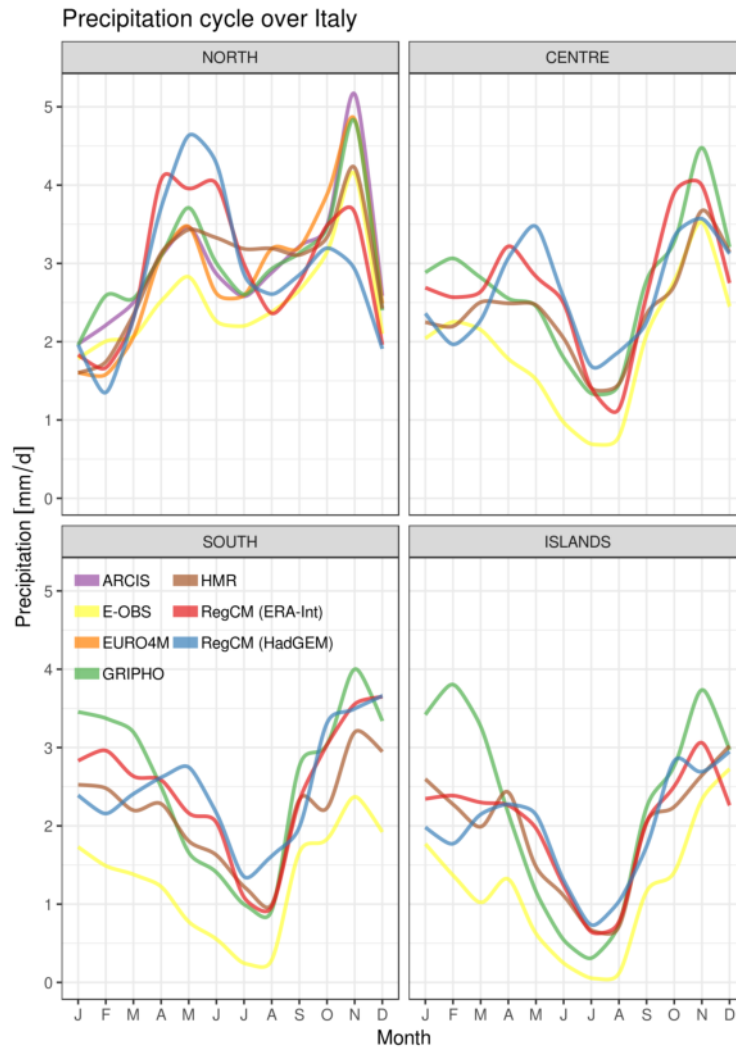 Precipitation cycle over Italy
NORTH
CENTRE
5
4
3
2
1
0
Precipitation [mm/d]
SOUTH
ISLANDS
ARCIS
HMR
E-OBS
RegCM (ERA-Int)
EURO4M
RegCM (HadGEM)
GRIPHO
5
4
3
2
1
0
J F M A M J J A S O N D
J F M A M J J A S O N D
Month